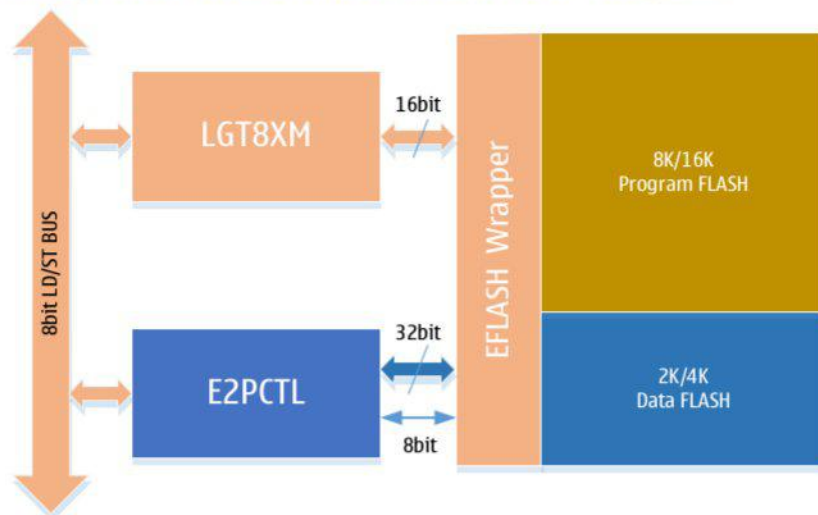 8bit LD/ST BUS
LGT8XM
16bit
EFLASH Wrapper
8K/16K
Program FLASH
E2PCTL
32bit
8bit
2K/4K
Data FLASH